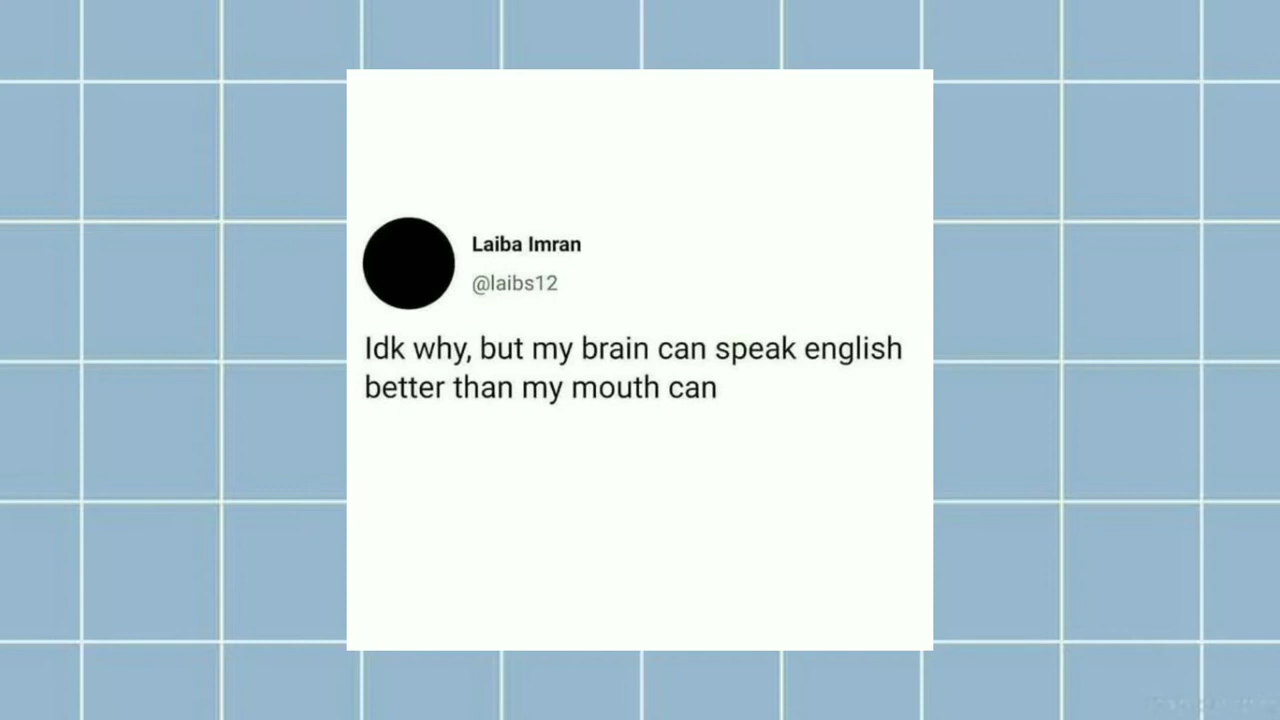 Laiba Imran
@laibs12
Idk why, but my brain can speak english
better than my mouth can